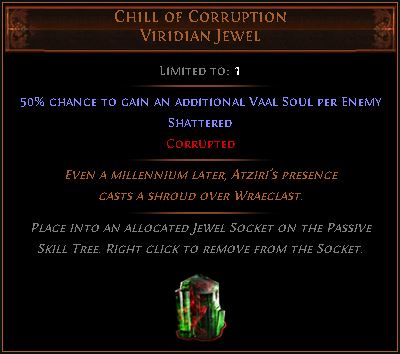 Chill of Corruption
Viridian Jewel
Limited to: 1
50% chance to gain an additional Vaal Soul per Enemy
Shattered
Corrupted
Even a millennium later, Atziri's presence
casts a shroud over Wraeclast.
Place into an allocated Jewel Socket on the Passive
Skill Tree. Right click to remove from the Socket.